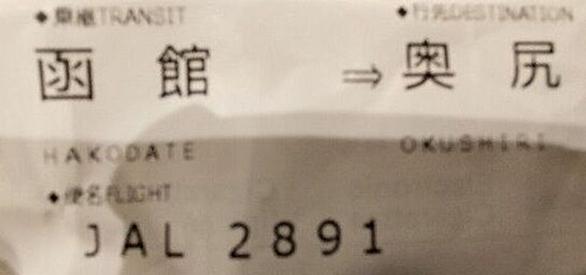 ◆乗継TRANSIT ◆行先DESTINATION
函館 ⇒ 奥尻
HAKODATE OKUSHIRI
◆便名FLIGHT
JAL 2891